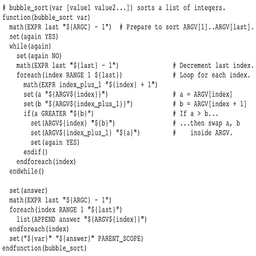 # bubble_sort(var [value1 value2...]) sorts a list of integers.
function(bubble_sort var)
  math(EXPR last "${ARGC} - 1")  # Prepare to sort ARGV[1]..ARGV[last].
  set(again YES)
  while(again)
    set(again NO)
    math(EXPR last "${last} - 1")                # Decrement last index.
    foreach(index RANGE 1 ${last})               # Loop for each index.
      math(EXPR index_plus_1 "${index} + 1")
      set(a "${ARGV${index}}")                   # a = ARGV[index]
      set(b "${ARGV${index_plus_1}}")            # b = ARGV[index + 1]
      if(a GREATER "${b}")                       # If a > b...
        set(ARGV${index} "${b}")                 # ...then swap a, b
        set(ARGV${index_plus_1} "${a}")          #    inside ARGV.
        set(again YES)
      endif()
    endforeach(index)
  endwhile()

  set(answer)
  math(EXPR last "${ARGC} - 1")
  foreach(index RANGE 1 "${last}")
    list(APPEND answer "${ARGV${index}}")
  endforeach(index)
  set("${var}" "${answer}" PARENT_SCOPE)
endfunction(bubble_sort)